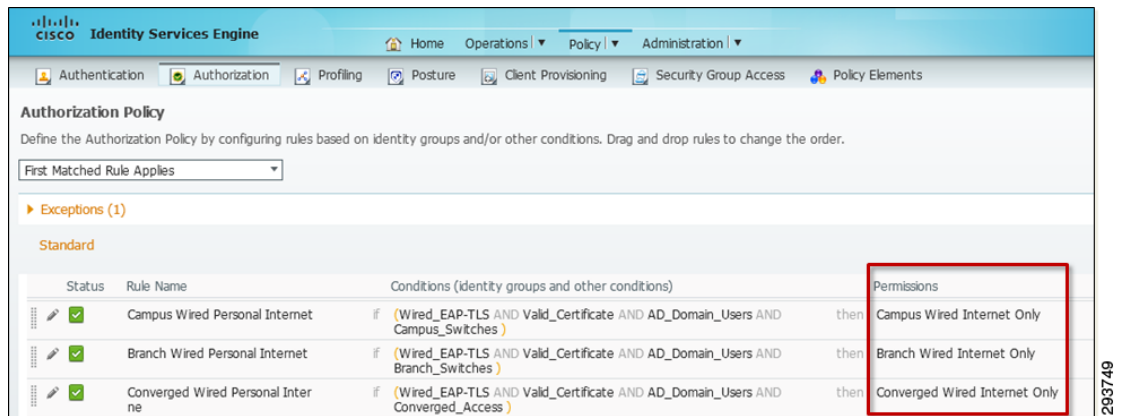 CISCO Identity Services Engine
Home Operations | ▼ Policy | ▼ Administration | ▼
Authentication Authorization Profiling Posture Client Provisioning Security Group Access Policy Elements
Authorization Policy
Define the Authorization Policy by configuring rules based on identity groups and/or other conditions. Drag and drop rules to change the order.
First Matched Rule Applies
Exceptions (1)
Standard
Status Rule Name Conditions (identity groups and other conditions) Permissions
Campus Wired Personal Internet if (Wired_EAP-TLS AND Valid_Certificate AND AD_Domain_Users AND then Campus Wired Internet Only
Campus_Switches )
Branch Wired Personal Internet if (Wired_EAP-TLS AND Valid_Certificate AND AD_Domain_Users AND then Branch Wired Internet Only
Branch_Switches )
Converged Wired Personal Inter if (Wired_EAP-TLS AND Valid_Certificate AND AD_Domain_Users AND then Converged Wired Internet Only
ne Converged_Access )
293749